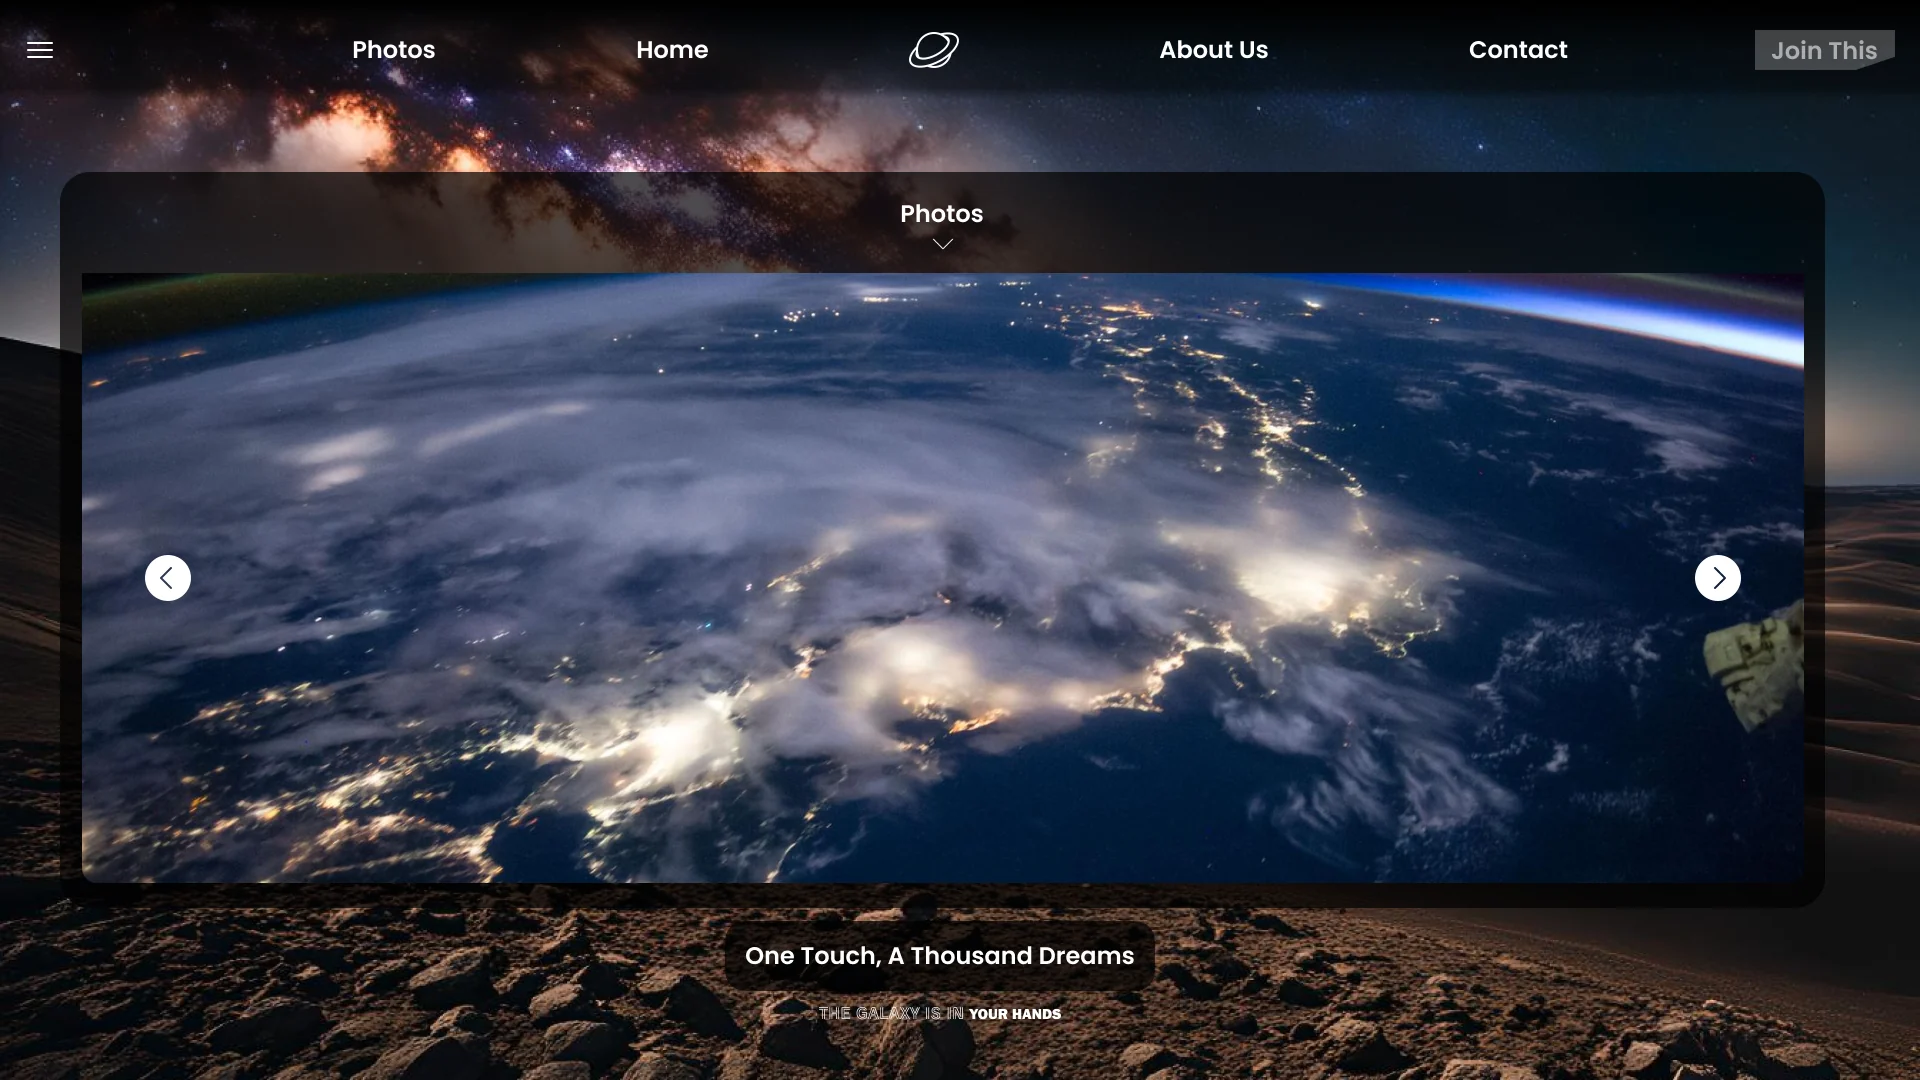 Photos
Home
About Us
Contact
Join This
Photos
One Touch, A Thousand Dreams
THE GALAXY IS IN YOUR HANDS